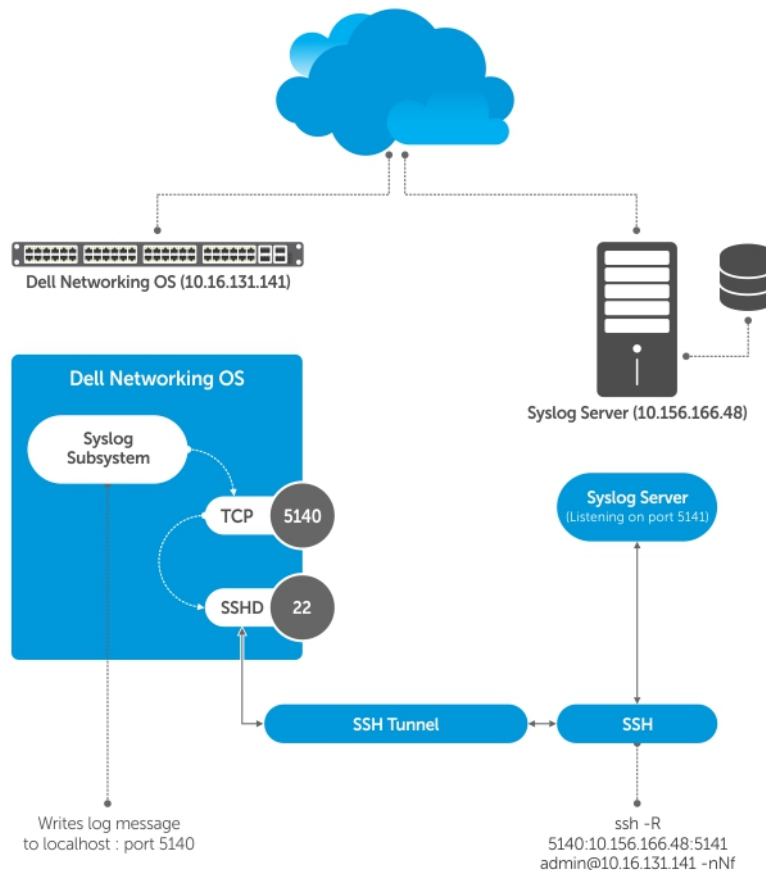 Dell Networking OS (10.16.131.141)
Syslog Server (10.156.166.48)
Dell Networking OS
Syslog
Subsystem
TCP
5140
SSHD
22
Syslog Server
(Listening on port 5141)
SSH Tunnel
SSH
Writes log message
to localhost : port 5140
ssh -R
5140:10.156.166.48:5141
admin@10.16.131.141 -nNf